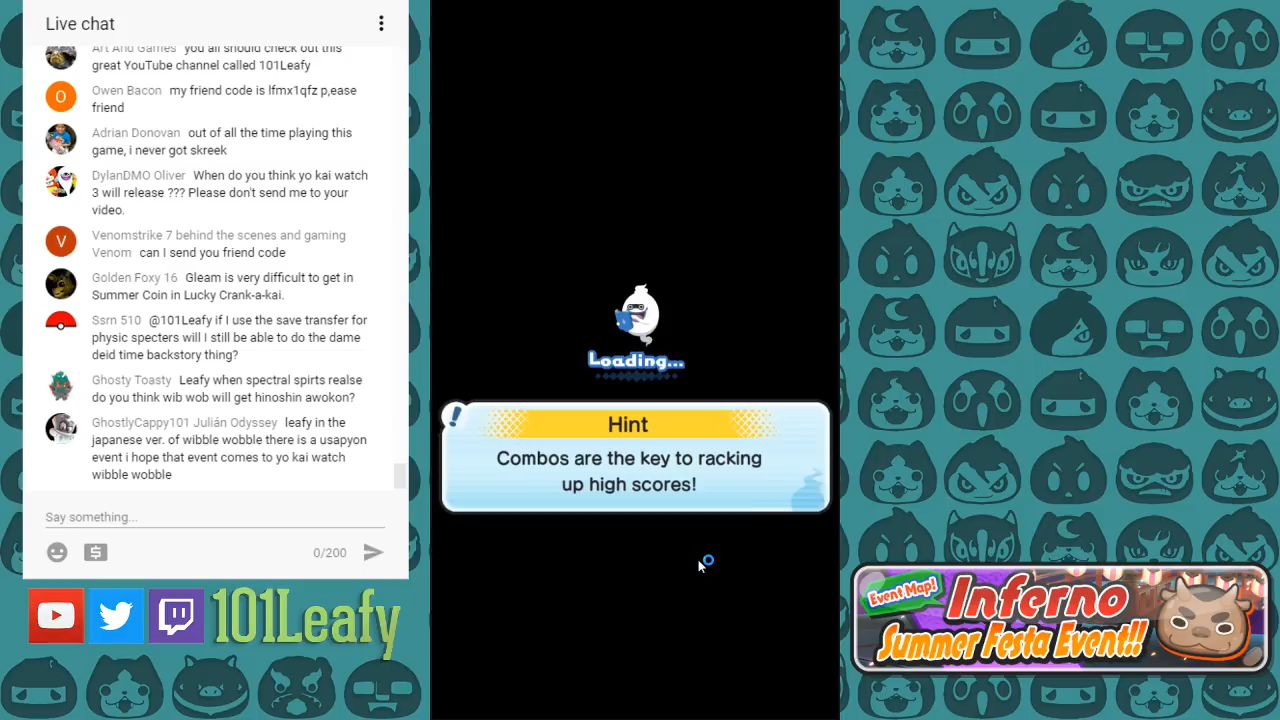 Live chat
Art And Games you all should check out this
great YouTube channel called 101Leafy
O
Owen Bacon my friend code is lfmx1qfz p,ease
friend
Adrian Donovan out of all the time playing this
game, i never got skreek
DylanDMO Oliver When do you think yo kai watch
3 will release ??? Please don't send me to your
video.
V
Venomstrike 7 behind the scenes and gaming
Venom can I send you friend code
Golden Foxy 16 Gleam is very difficult to get in
Summer Coin in Lucky Crank-a-kai.
Ssrn 510 @101Leafy if I use the save transfer for
physic specters will I still be able to do the dame
deid time backstory thing?
Ghosty Toasty Leafy when spectral spirts realse
do you think wib wob will get hinoshin awokon?
GhostlyCappy101 Julián Odyssey leafy in the
japanese ver. of wibble wobble there is a usapyon
event i hope that event comes to yo kai watch
wibble wobble
Say something...
0/200
101Leafy
Loading...
!
Hint
Combos are the key to racking
up high scores!
Event Map!
Inferno
Summer Festa Event!!